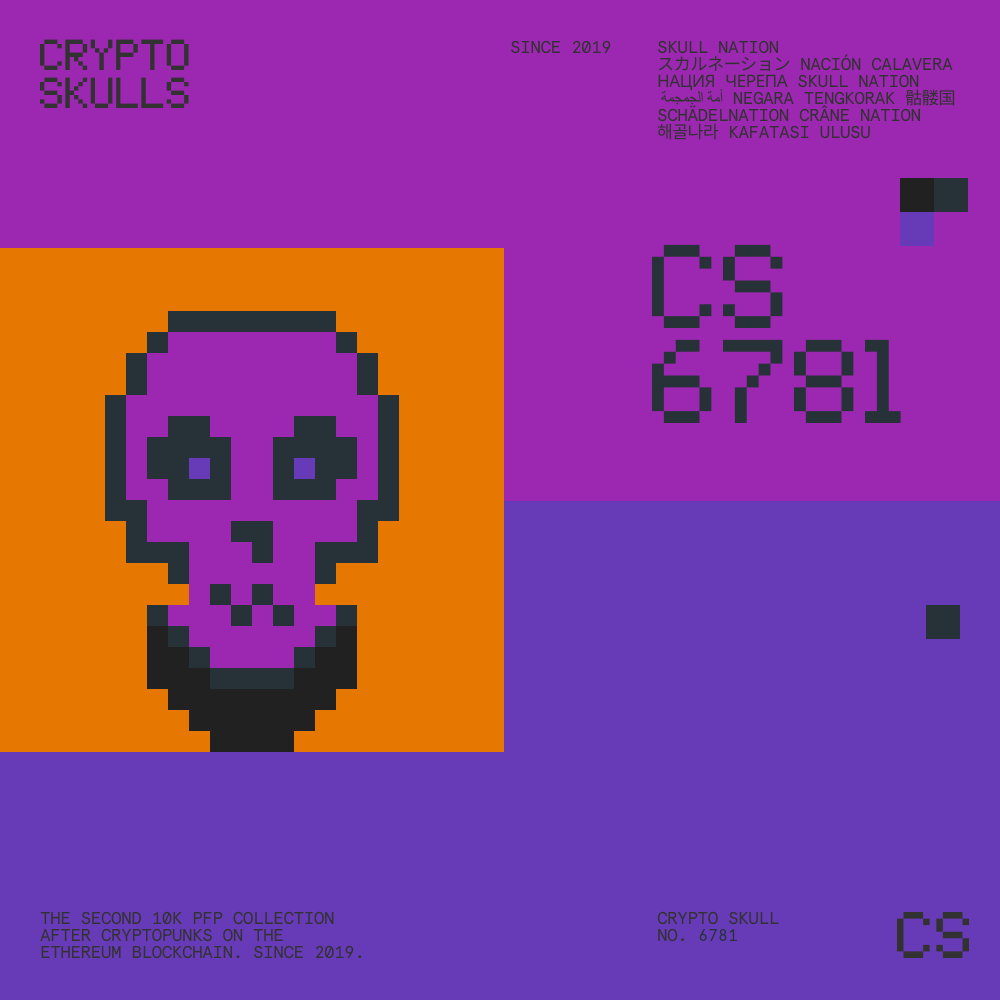 CRYPTO
SKULLS
SINCE 2019
SKULL NATION
スカルネーション NACIÓN CALAVERA
НАЦИЯ ЧЕРЕПА SKULL NATION
أمة الجمجمة NEGARA TENGKORAK 骷髅国
SCHÄDELNATION CRÂNE NATION
해골나라 KAFATASI ULUSU
CS
6781
THE SECOND 10K PFP COLLECTION
AFTER CRYPTOPUNKS ON THE
ETHEREUM BLOCKCHAIN. SINCE 2019.
CRYPTO SKULL
NO. 6781
CS